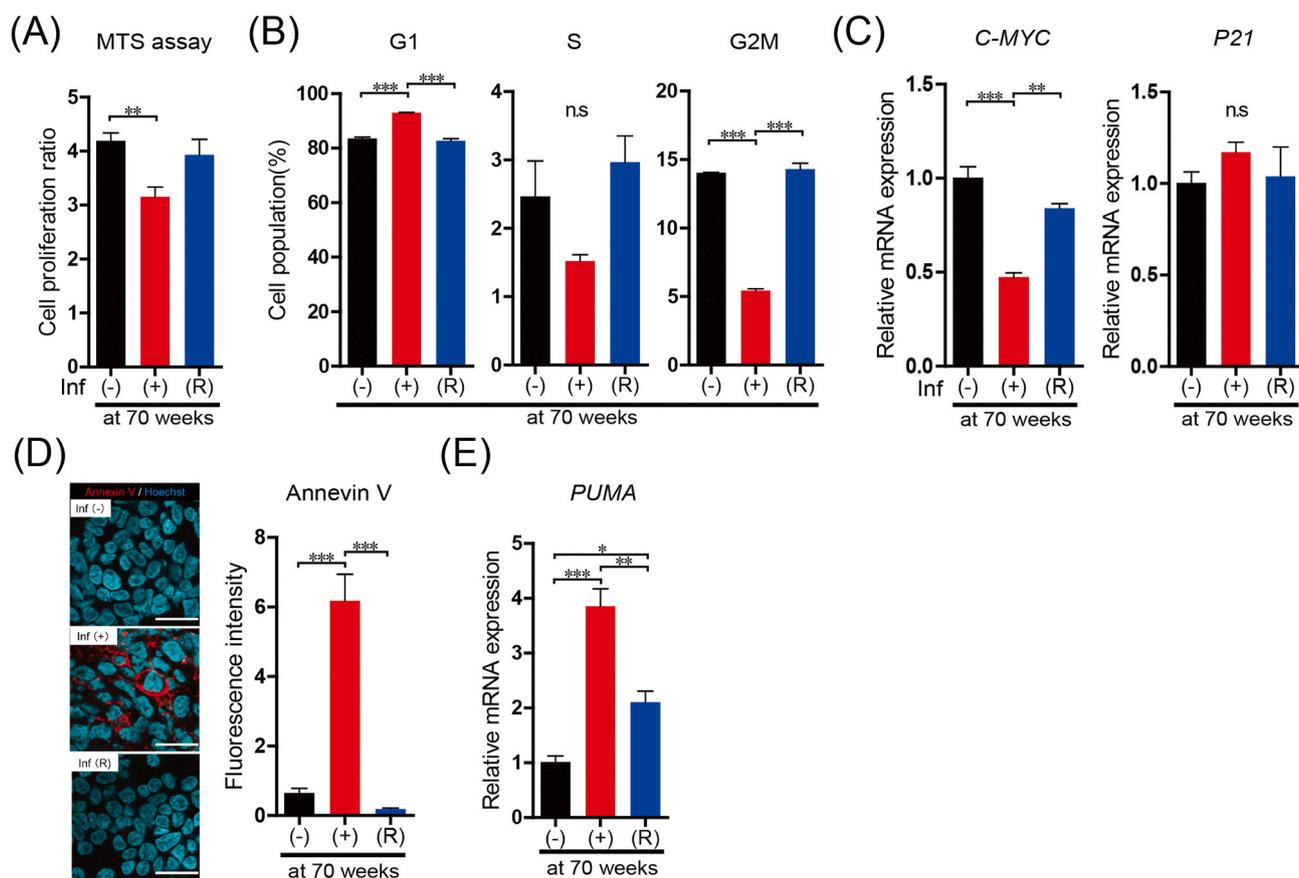 (A)
MTS assay
Cell proliferation ratio
5
4
3
2
1
0
**
Inf (-) (+) (R)
at 70 weeks
(B)
G1
Cell population(%)
100
80
60
40
20
0
*** ***
(-) (+) (R)
S
4
3
2
1
0
n.s
(-) (+) (R)
G2M
20
15
10
5
0
*** ***
(-) (+) (R)
at 70 weeks
(C)
C-MYC
Relative mRNA expression
1.5
1.0
0.5
0.0
*** **
Inf (-) (+) (R)
at 70 weeks
P21
Relative mRNA expression
1.5
1.0
0.5
0.0
n.s
(-) (+) (R)
at 70 weeks
(D)
Annexin V / Hoechst
Inf (-)
Inf (+)
Inf (R)
Annevin V
Fluorescence intensity
8
6
4
2
0
*** ***
(-) (+) (R)
at 70 weeks
(E)
PUMA
Relative mRNA expression
5
4
3
2
1
0
*
*** **
(-) (+) (R)
at 70 weeks